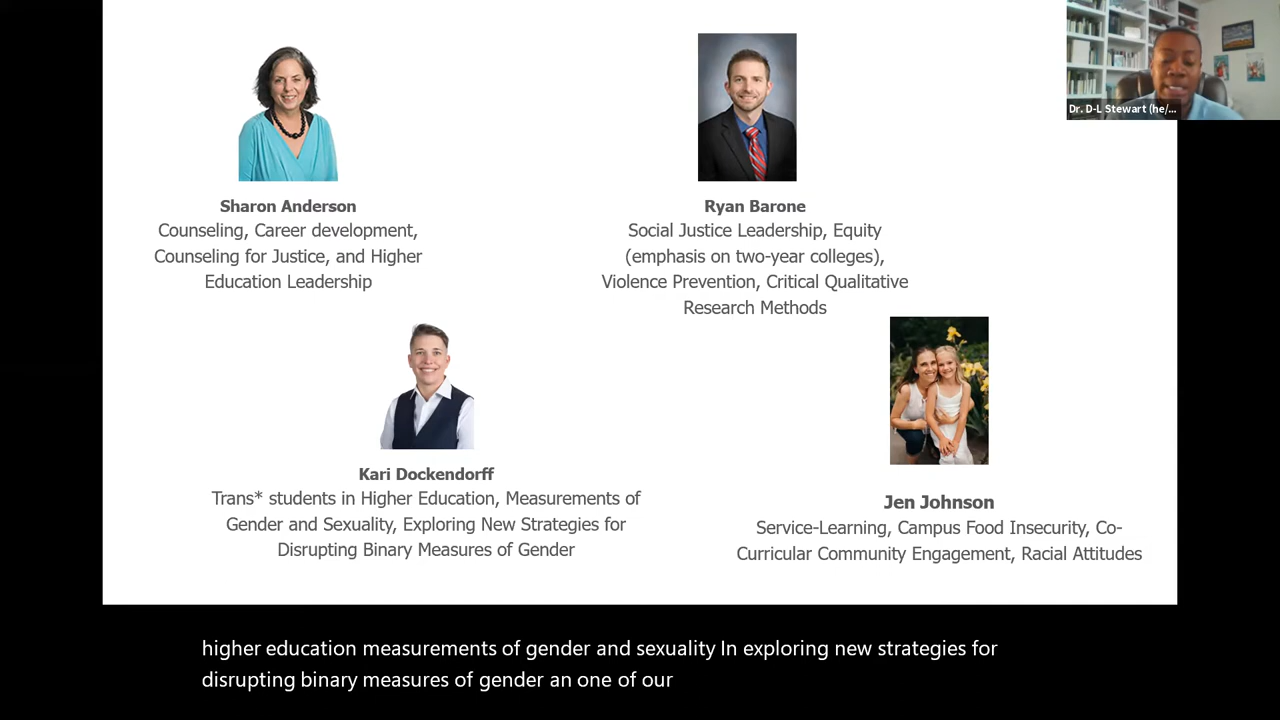 Dr. D-L Stewart (he/...
Sharon Anderson
Counseling, Career development,
Counseling for Justice, and Higher
Education Leadership
Ryan Barone
Social Justice Leadership, Equity
(emphasis on two-year colleges),
Violence Prevention, Critical Qualitative
Research Methods
Kari Dockendorff
Trans* students in Higher Education, Measurements of
Gender and Sexuality, Exploring New Strategies for
Disrupting Binary Measures of Gender
Jen Johnson
Service-Learning, Campus Food Insecurity, Co-
Curricular Community Engagement, Racial Attitudes
higher education measurements of gender and sexuality In exploring new strategies for
disrupting binary measures of gender an one of our